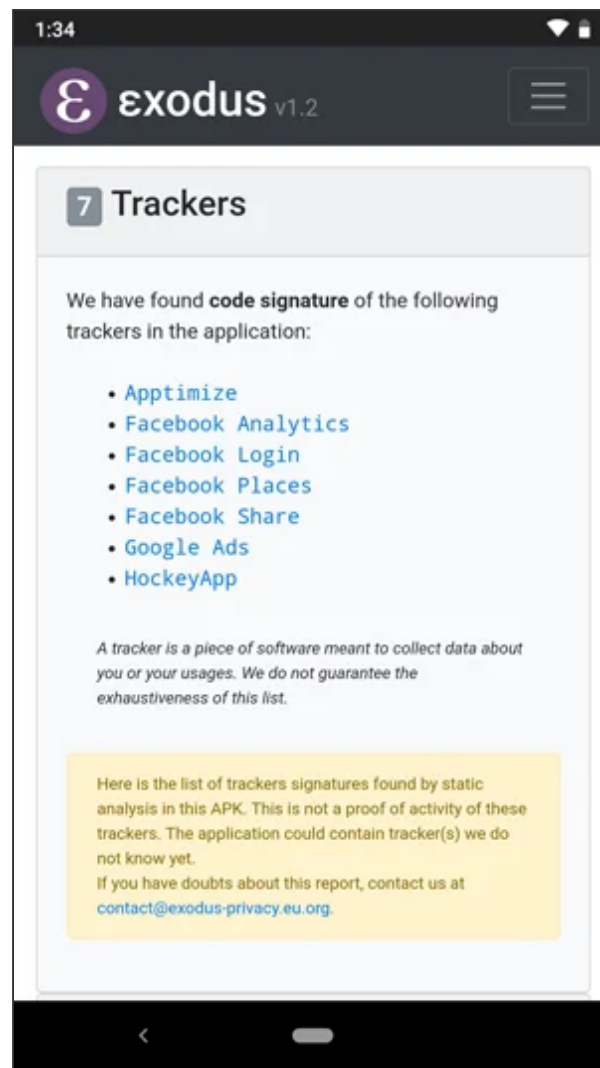 1:34
ε εxodus v1.2
7 Trackers
We have found code signature of the following
trackers in the application:
• Apptimize
• Facebook Analytics
• Facebook Login
• Facebook Places
• Facebook Share
• Google Ads
• HockeyApp
A tracker is a piece of software meant to collect data about
you or your usages. We do not guarantee the
exhaustiveness of this list.
Here is the list of trackers signatures found by static
analysis in this APK. This is not a proof of activity of these
trackers. The application could contain tracker(s) we do
not know yet.
If you have doubts about this report, contact us at
contact@exodus-privacy.eu.org.